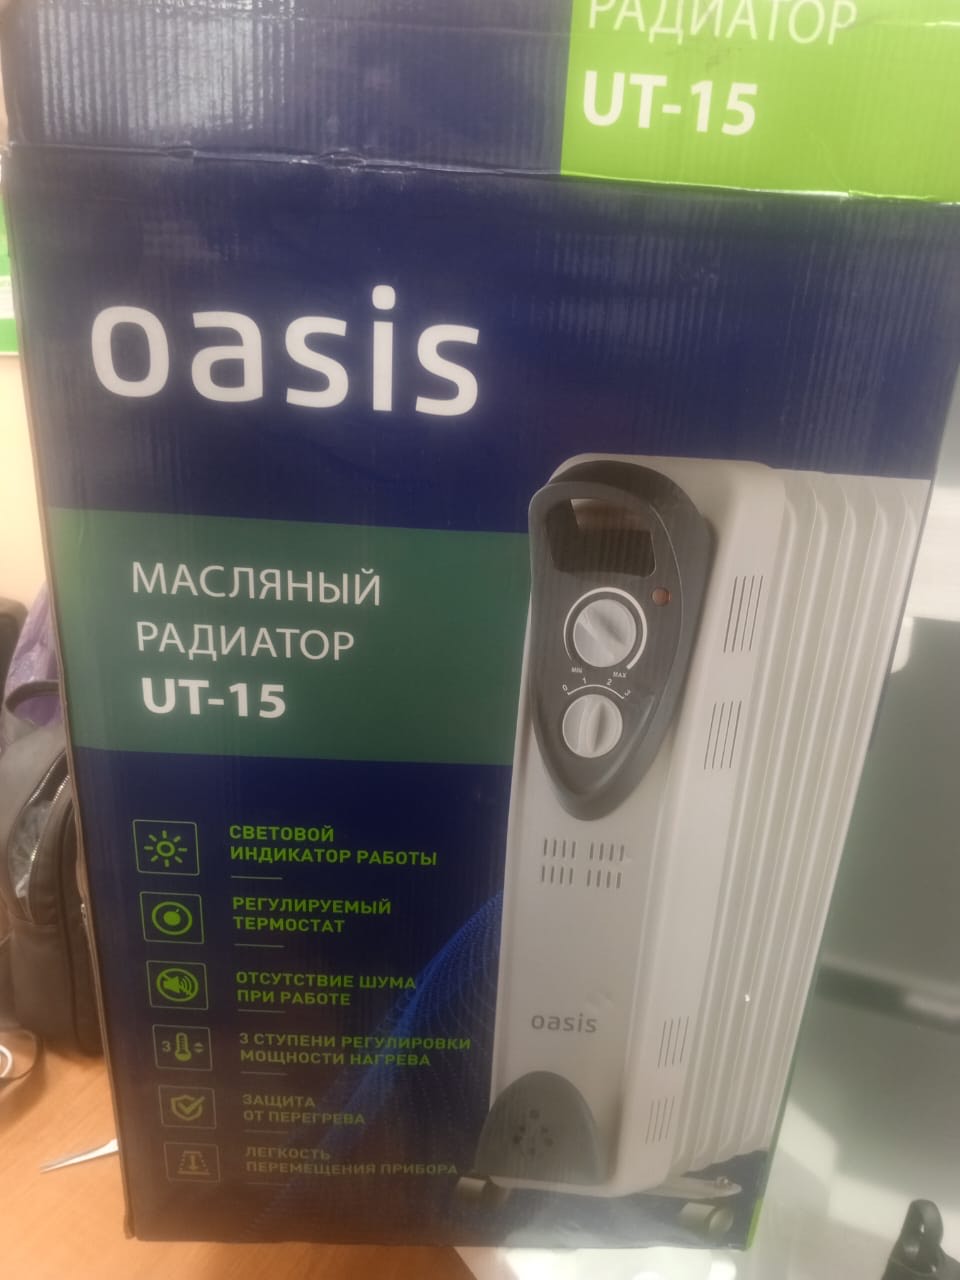 РАДИАТОР
UT-15
oasis
МАСЛЯНЫЙ
РАДИАТОР
UT-15
MIN
MAX
0 1 2 3
СВЕТОВОЙ
ИНДИКАТОР РАБОТЫ
РЕГУЛИРУЕМЫЙ
ТЕРМОСТАТ
ОТСУТСТВИЕ ШУМА
ПРИ РАБОТЕ
3
3 СТУПЕНИ РЕГУЛИРОВКИ
МОЩНОСТИ НАГРЕВА
ЗАЩИТА
ОТ ПЕРЕГРЕВА
ЛЕГКОСТЬ
ПЕРЕМЕЩЕНИЯ ПРИБОРА
oasis